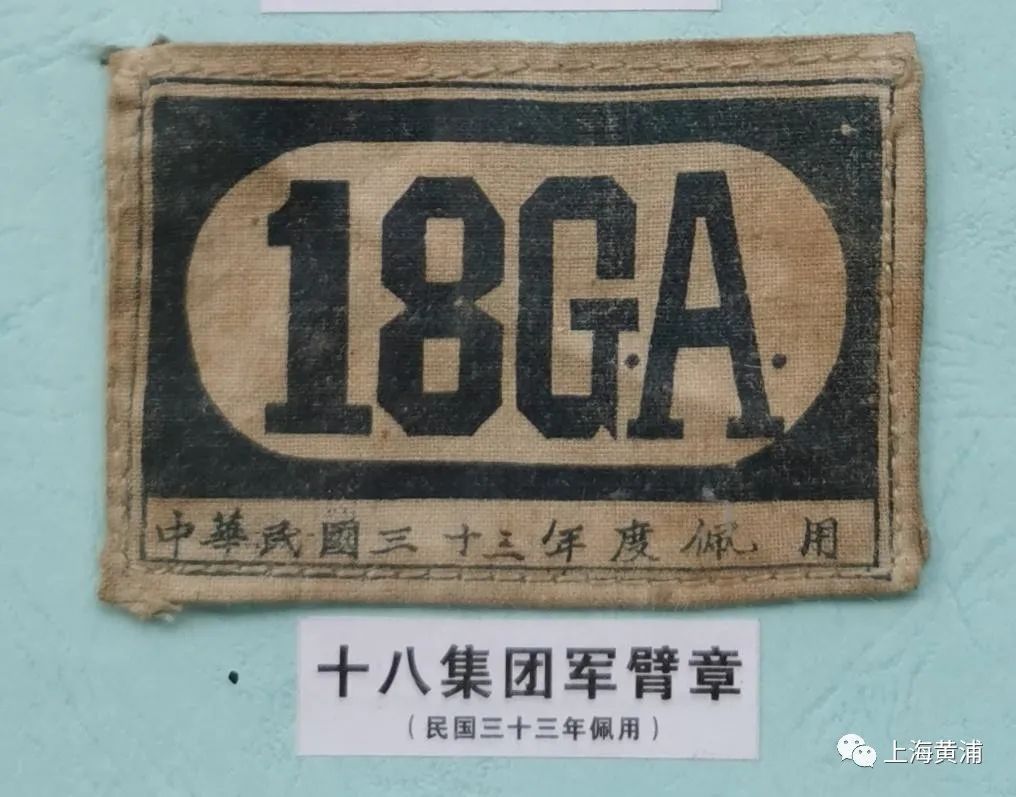 18G.A.
中華民國三十三年度佩用
十八集团军臂章
（民国三十三年佩用）
上海黄浦